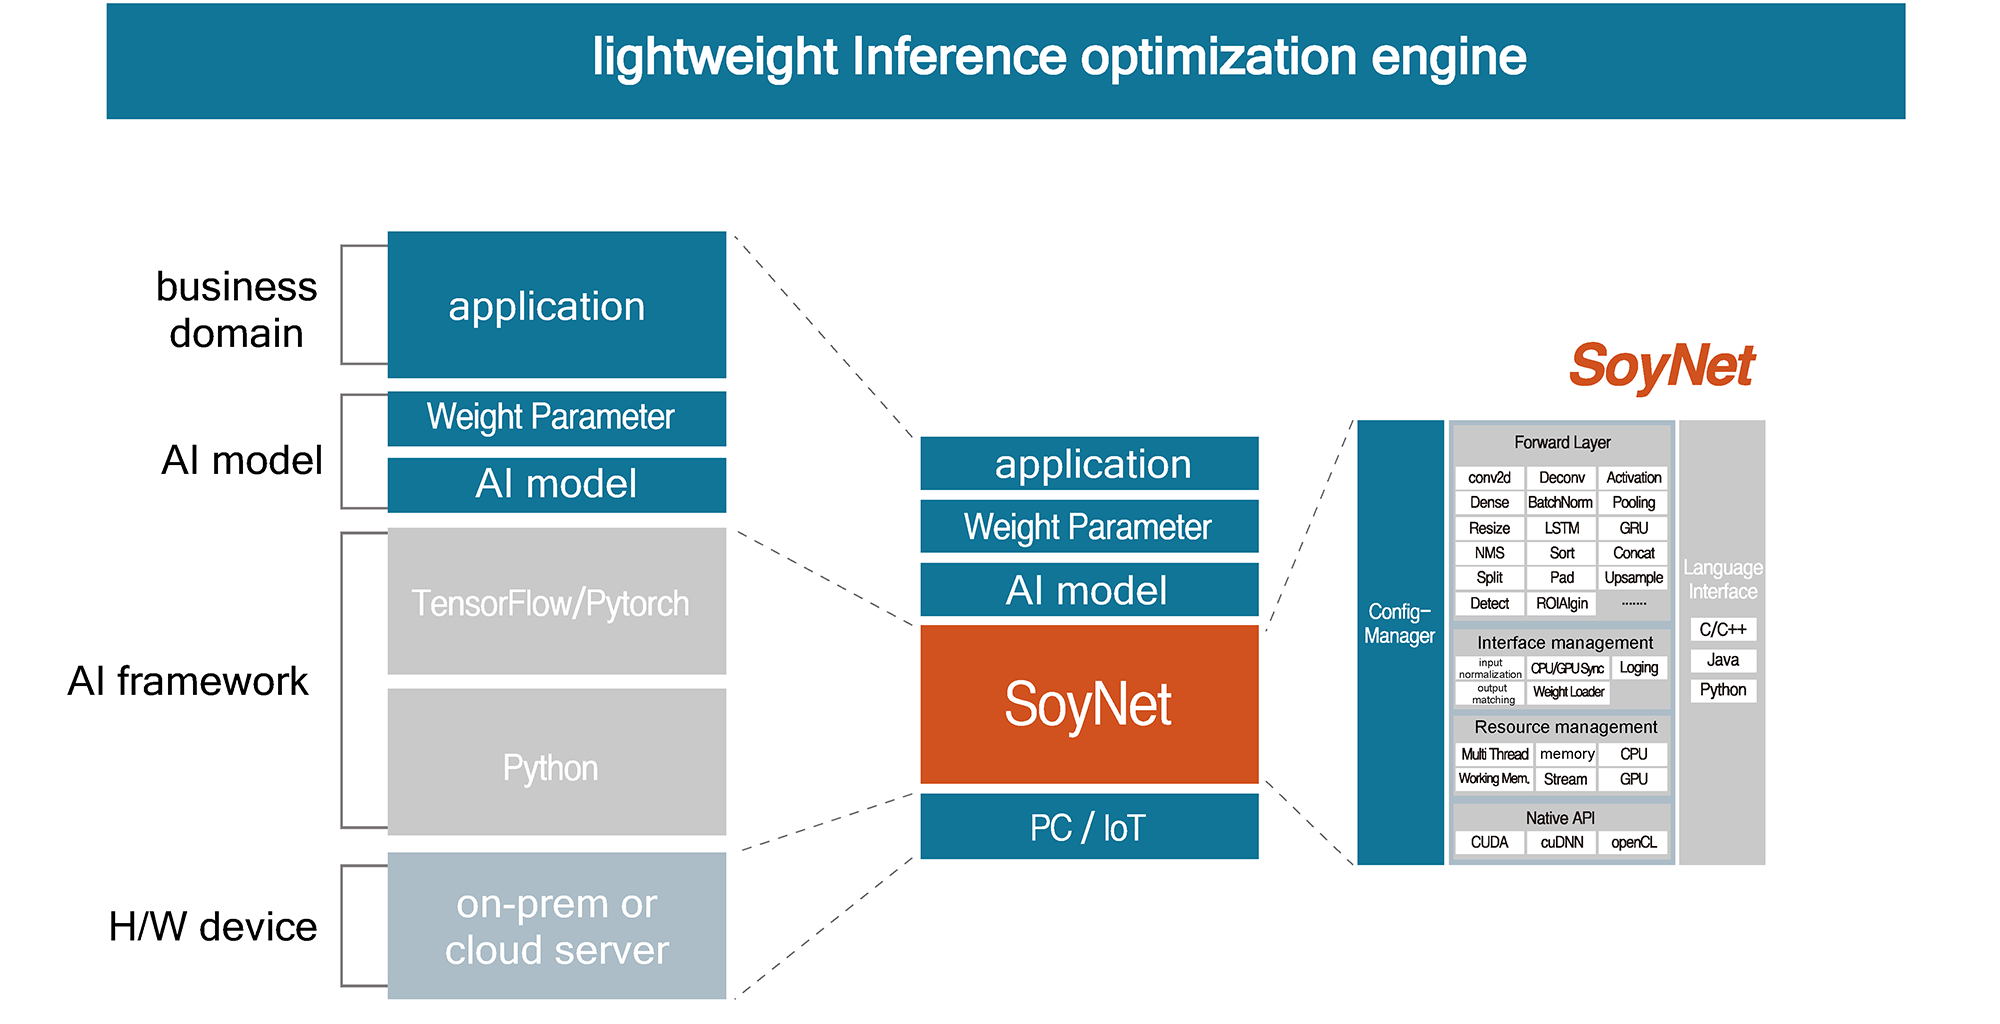 lightweight Inference optimization engine
business
domain
application
AI model
Weight Parameter
AI model
AI framework
TensorFlow/Pytorch
Python
H/W device
on-prem or
cloud server
application
Weight Parameter
AI model
SoyNet
PC / IoT
SoyNet
Config-
Manager
Forward Layer
conv2d Deconv Activation
Dense BatchNorm Pooling
Resize LSTM GRU
NMS Sort Concat
Split Pad Upsample
Detect ROIAlgin .......
Interface management
input
normalization
CPU/GPU Sync
Loging
output
matching
Weight Loader
Resource management
Multi Thread memory CPU
Working Mem. Stream GPU
Native API
CUDA cuDNN openCL
Language
Interface
C/C++
Java
Python